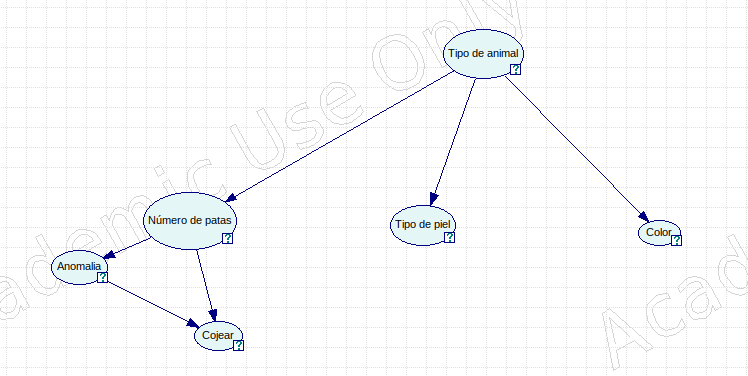 Academic Use Only
Tipo de animal
?
Número de patas
?
Tipo de piel
?
Color
?
Anomalia
?
Cojear
?
Acad